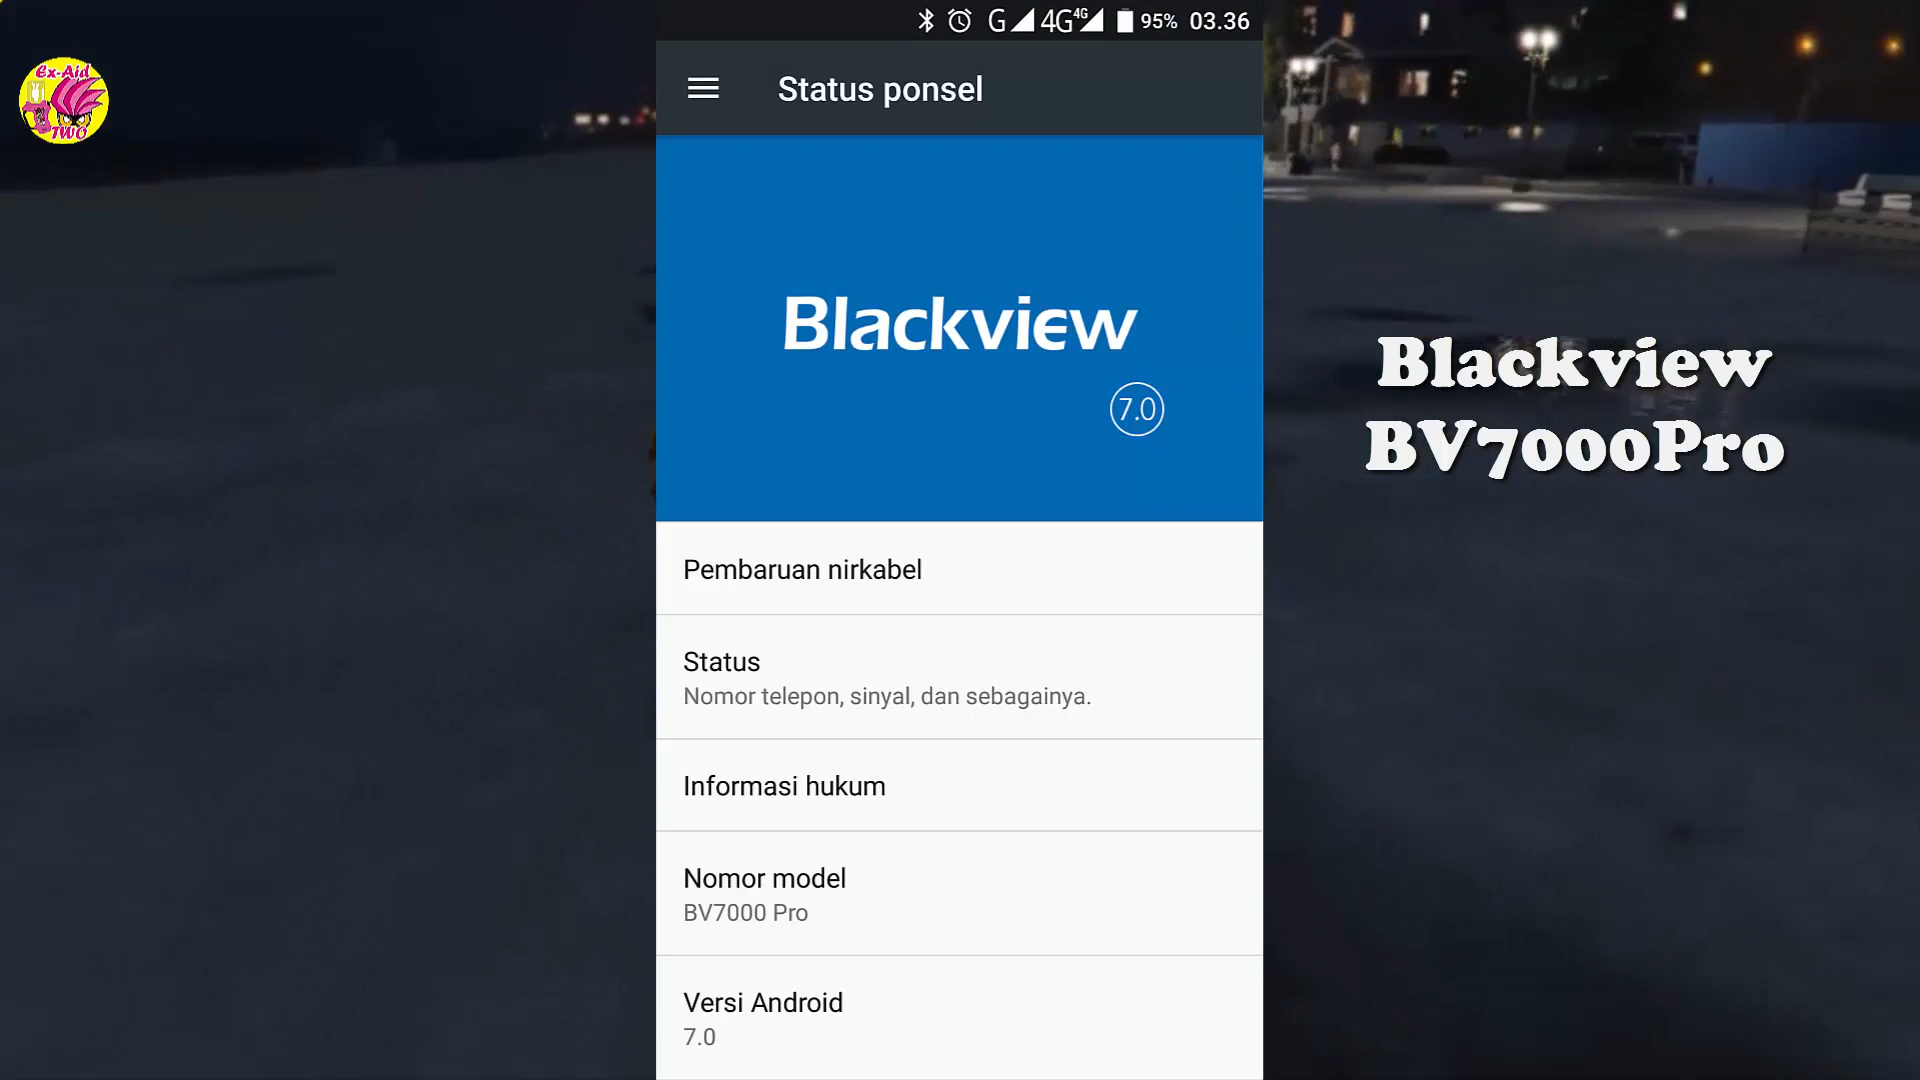 Ex-Aid
TWO
G 4G 4G 95% 03.36
Status ponsel
Blackview
7.0
Blackview
BV7000Pro
Pembaruan nirkabel
Status
Nomor telepon, sinyal, dan sebagainya.
Informasi hukum
Nomor model
BV7000 Pro
Versi Android
7.0